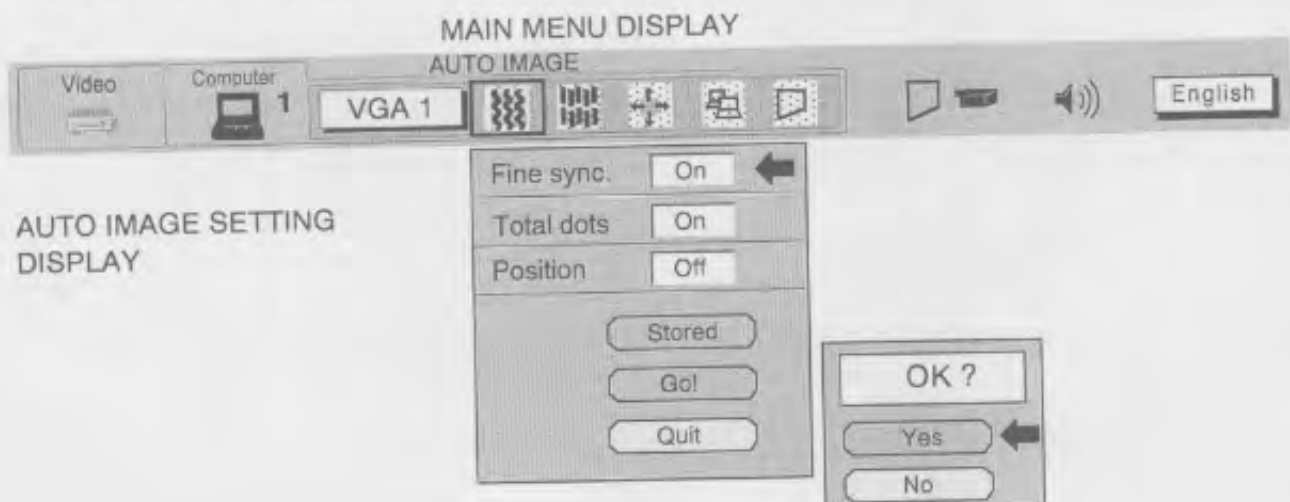 MAIN MENU DISPLAY
AUTO IMAGE
Video
Computer
1
VGA 1
English
AUTO IMAGE SETTING
DISPLAY
Fine sync. On
Total dots On
Position Off
Stored
Go!
Quit
OK ?
Yes
No